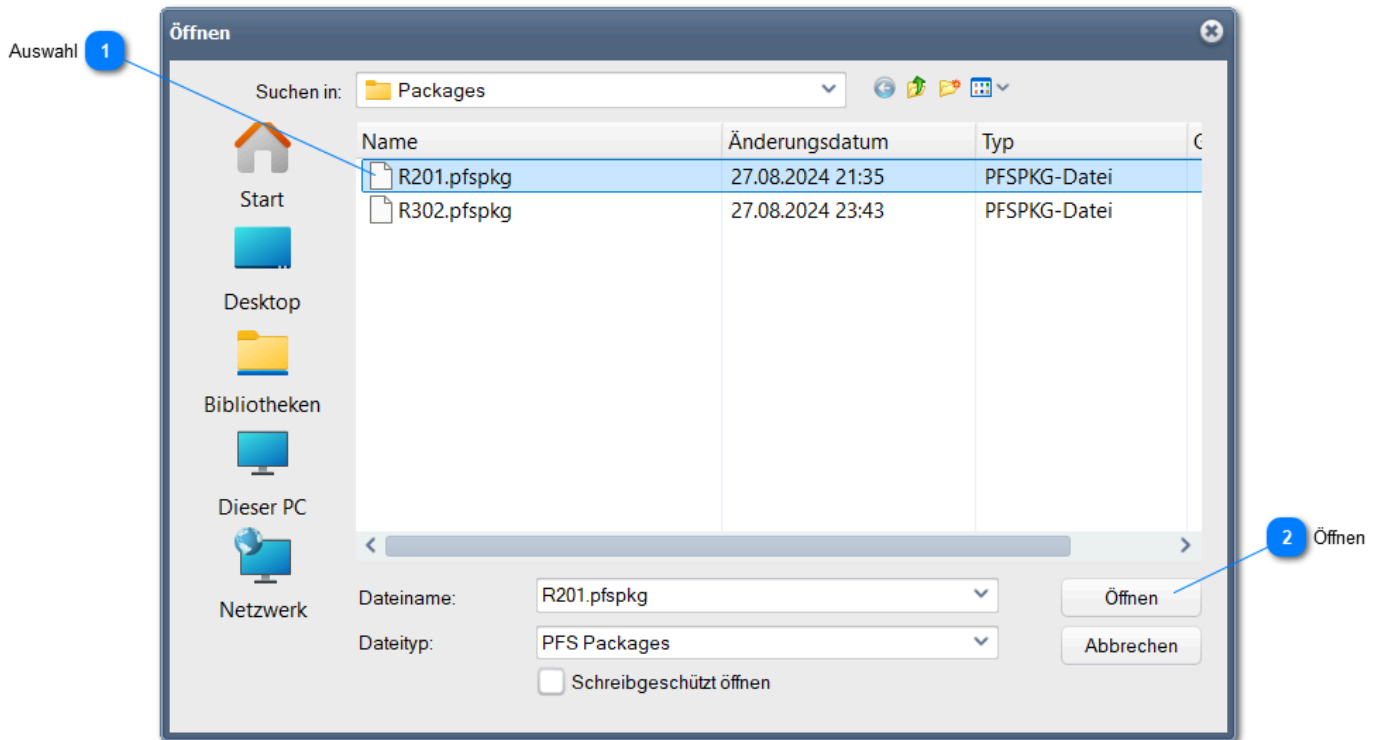 Öffnen
Auswahl 1
Suchen in: Packages
Name Änderungsdatum Typ G
R201.pfspkg 27.08.2024 21:35 PFSPKG-Datei
R302.pfspkg 27.08.2024 23:43 PFSPKG-Datei
Start
Desktop
Bibliotheken
Dieser PC
Netzwerk
2 Öffnen
Dateiname: R201.pfspkg Öffnen
Dateityp: PFS Packages Abbrechen
Schreibgeschützt öffnen